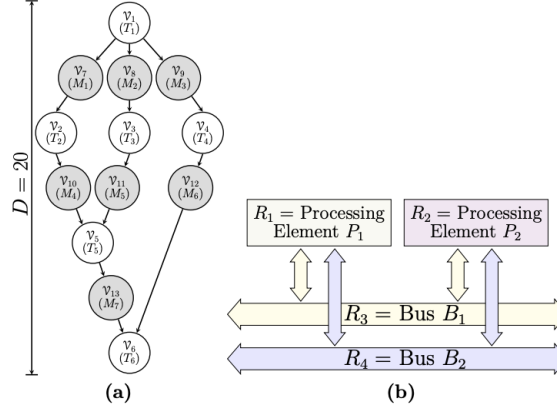 D = 20
𝒱₁
(T₁)
𝒱₇
(M₁)
𝒱₈
(M₂)
𝒱₉
(M₃)
𝒱₂
(T₂)
𝒱₃
(T₃)
𝒱₄
(T₄)
𝒱₁₀
(M₄)
𝒱₁₁
(M₅)
𝒱₁₂
(M₆)
𝒱₅
(T₅)
𝒱₁₃
(M₇)
𝒱₆
(T₆)
(a)
R₁ = Processing
Element P₁
R₂ = Processing
Element P₂
R₃ = Bus B₁
R₄ = Bus B₂
(b)